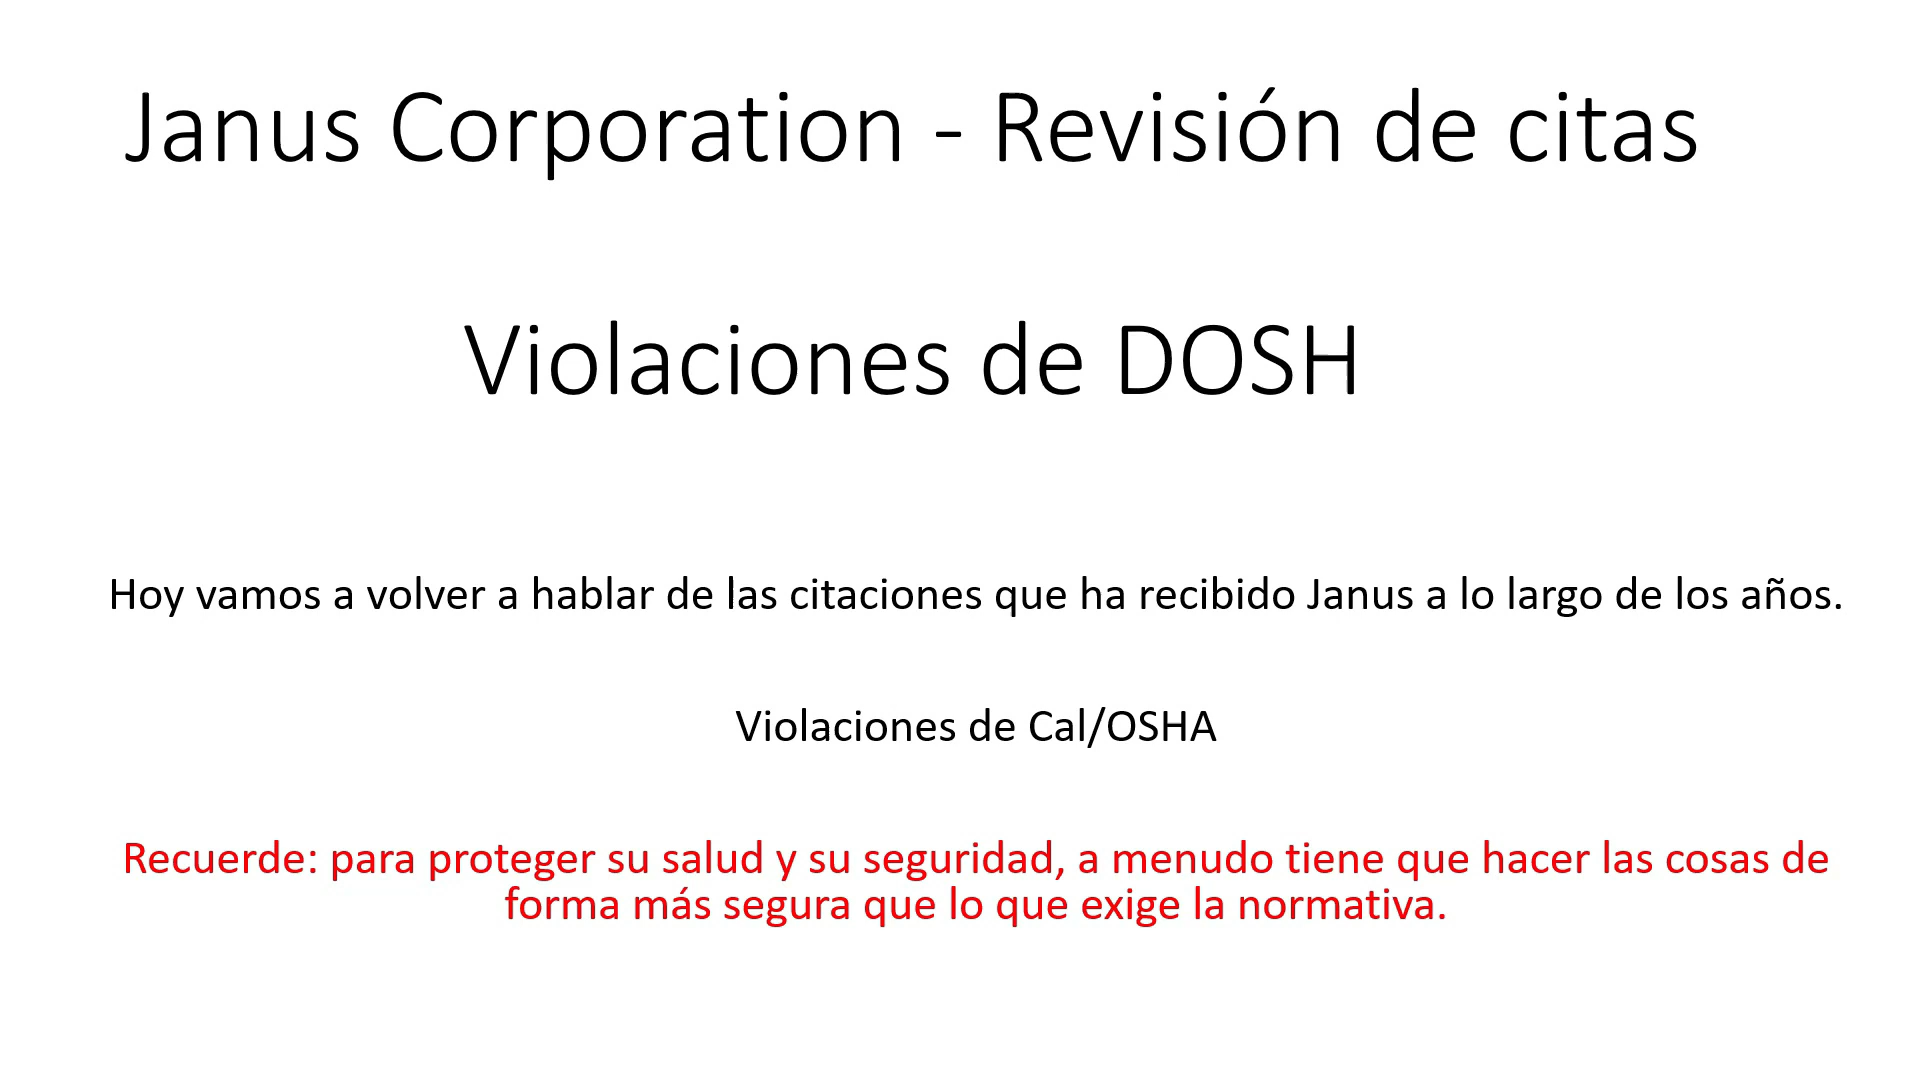 Janus Corporation - Revisión de citas
Violaciones de DOSH
Hoy vamos a volver a hablar de las citaciones que ha recibido Janus a lo largo de los años.
Violaciones de Cal/OSHA
Recuerde: para proteger su salud y su seguridad, a menudo tiene que hacer las cosas de
forma más segura que lo que exige la normativa.